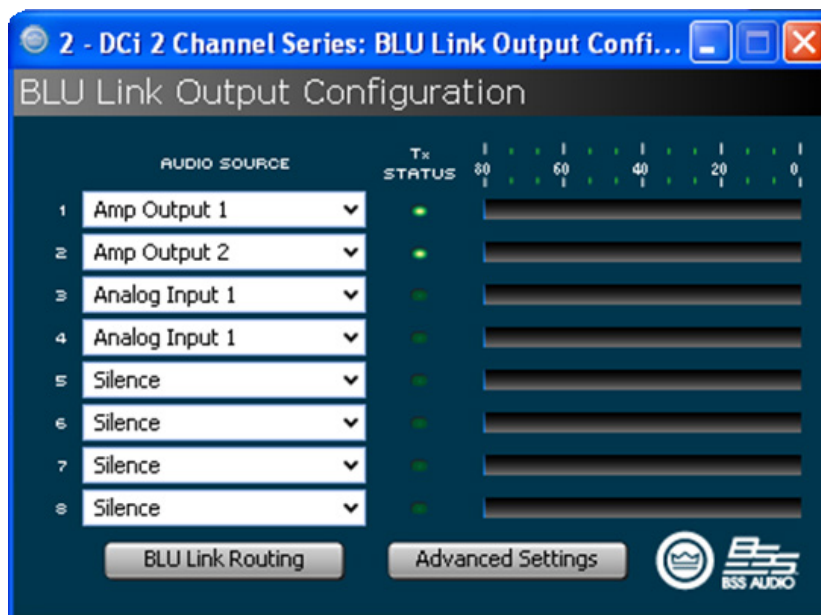 2 - DCi 2 Channel Series: BLU Link Output Confi...
BLU Link Output Configuration
AUDIO SOURCE
Tx STATUS
80 60 40 20 0
1 Amp Output 1
2 Amp Output 2
3 Analog Input 1
4 Analog Input 1
5 Silence
6 Silence
7 Silence
8 Silence
BLU Link Routing
Advanced Settings
BSS AUDIO